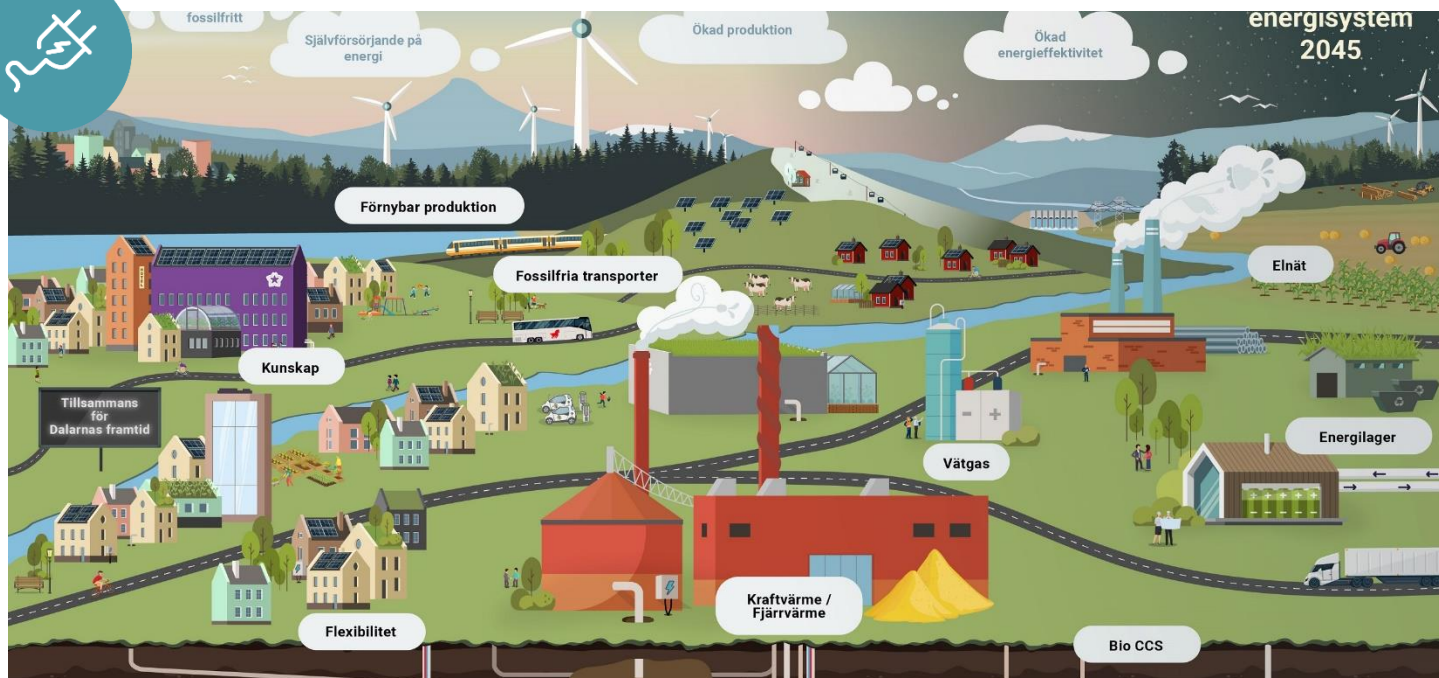 fossilfritt
Självförsörjande på
energi
Ökad produktion
Ökad
energieffektivitet
energisystem
2045
Förnybar produktion
Fossilfria transporter
Elnät
Kunskap
Tillsammans
för
Dalarnas framtid
Energilager
Vätgas
Kraftvärme /
Fjärrvärme
Flexibilitet
Bio CCS